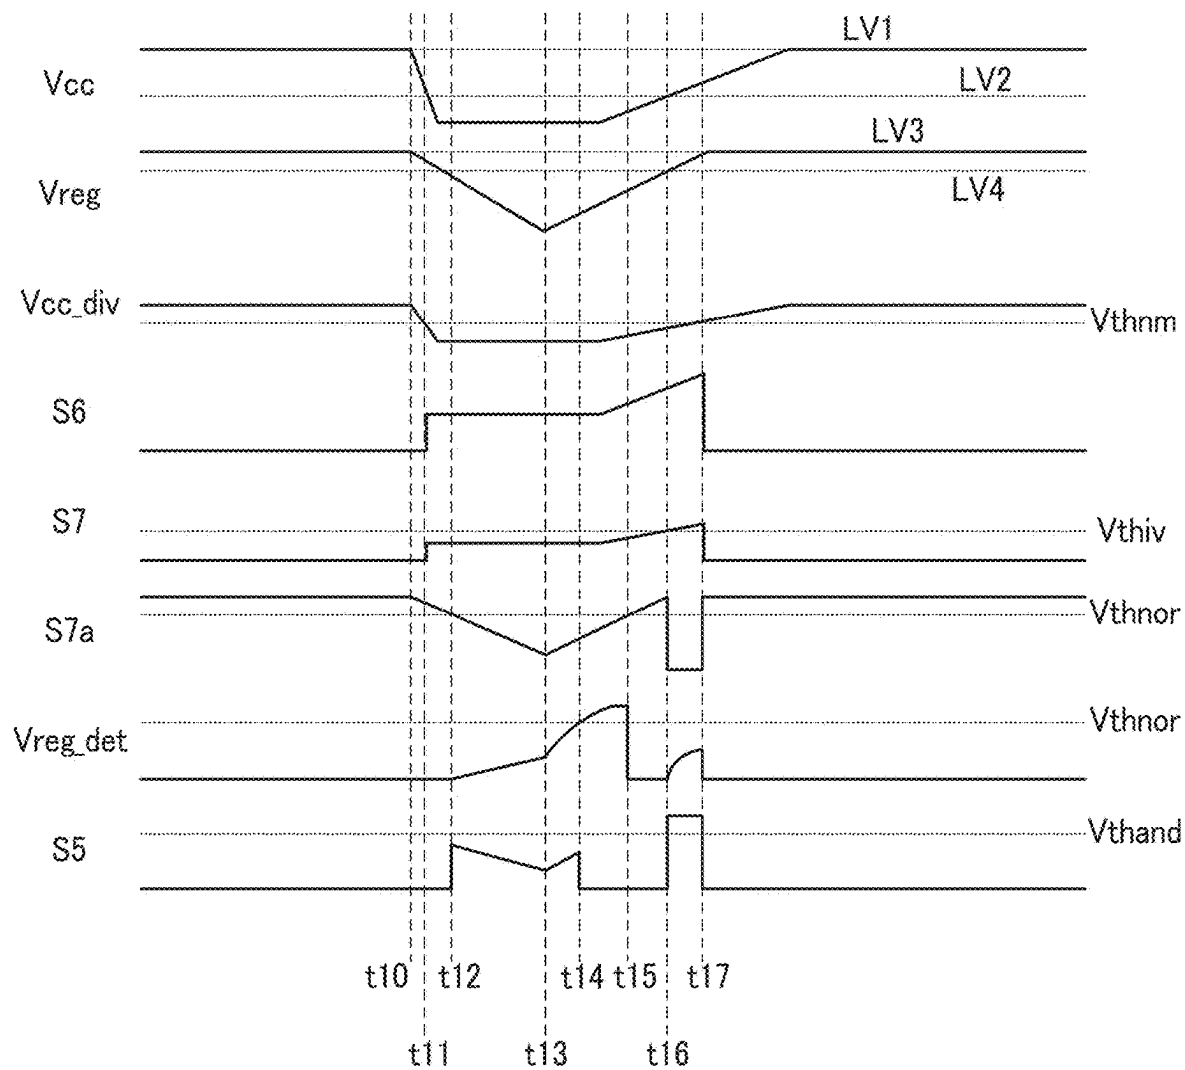 LV1
Vcc
LV2
LV3
Vreg
LV4
Vcc_div
Vthnm
S6
S7
Vthiv
S7a
Vthnor
Vreg_det
Vthnor
S5
Vthand
t10 t12 t14 t15 t17
t11 t13 t16